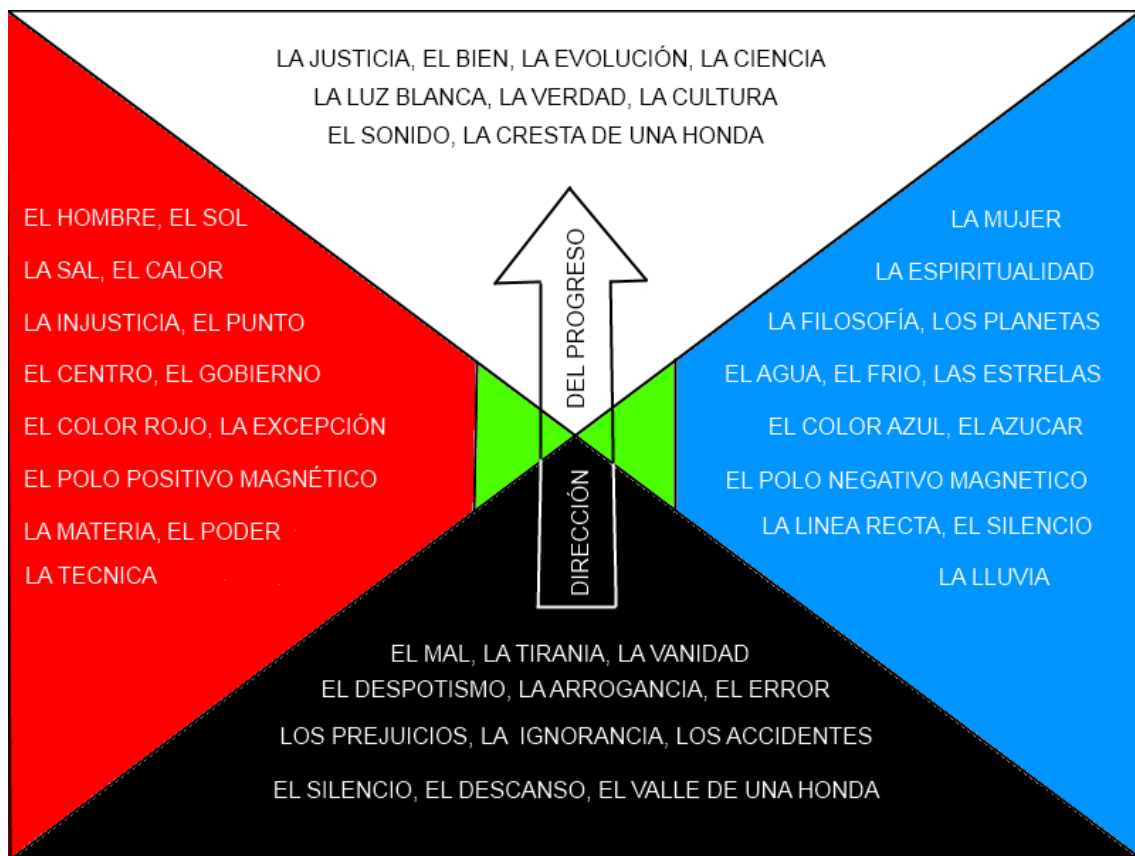 LA JUSTICIA, EL BIEN, LA EVOLUCIÓN, LA CIENCIA
LA LUZ BLANCA, LA VERDAD, LA CULTURA
EL SONIDO, LA CRESTA DE UNA HONDA
EL HOMBRE, EL SOL
LA SAL, EL CALOR
LA INJUSTICIA, EL PUNTO
EL CENTRO, EL GOBIERNO
EL COLOR ROJO, LA EXCEPCIÓN
EL POLO POSITIVO MAGNÉTICO
LA MATERIA, EL PODER
LA TECNICA
DIRECCIÓN DEL PROGRESO
LA MUJER
LA ESPIRITUALIDAD
LA FILOSOFÍA, LOS PLANETAS
EL AGUA, EL FRIO, LAS ESTRELAS
EL COLOR AZUL, EL AZUCAR
EL POLO NEGATIVO MAGNETICO
LA LINEA RECTA, EL SILENCIO
LA LLUVIA
EL MAL, LA TIRANIA, LA VANIDAD
EL DESPOTISMO, LA ARROGANCIA, EL ERROR
LOS PREJUICIOS, LA IGNORANCIA, LOS ACCIDENTES
EL SILENCIO, EL DESCANSO, EL VALLE DE UNA HONDA